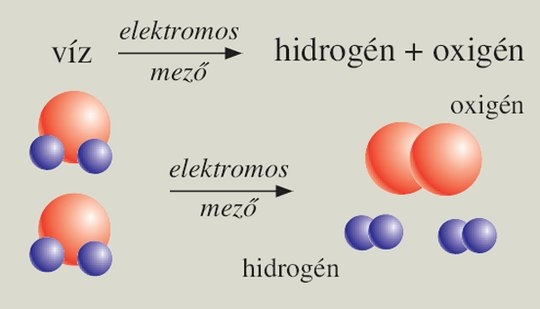 víz
elektromos
mező
hidrogén + oxigén
oxigén
elektromos
mező
hidrogén